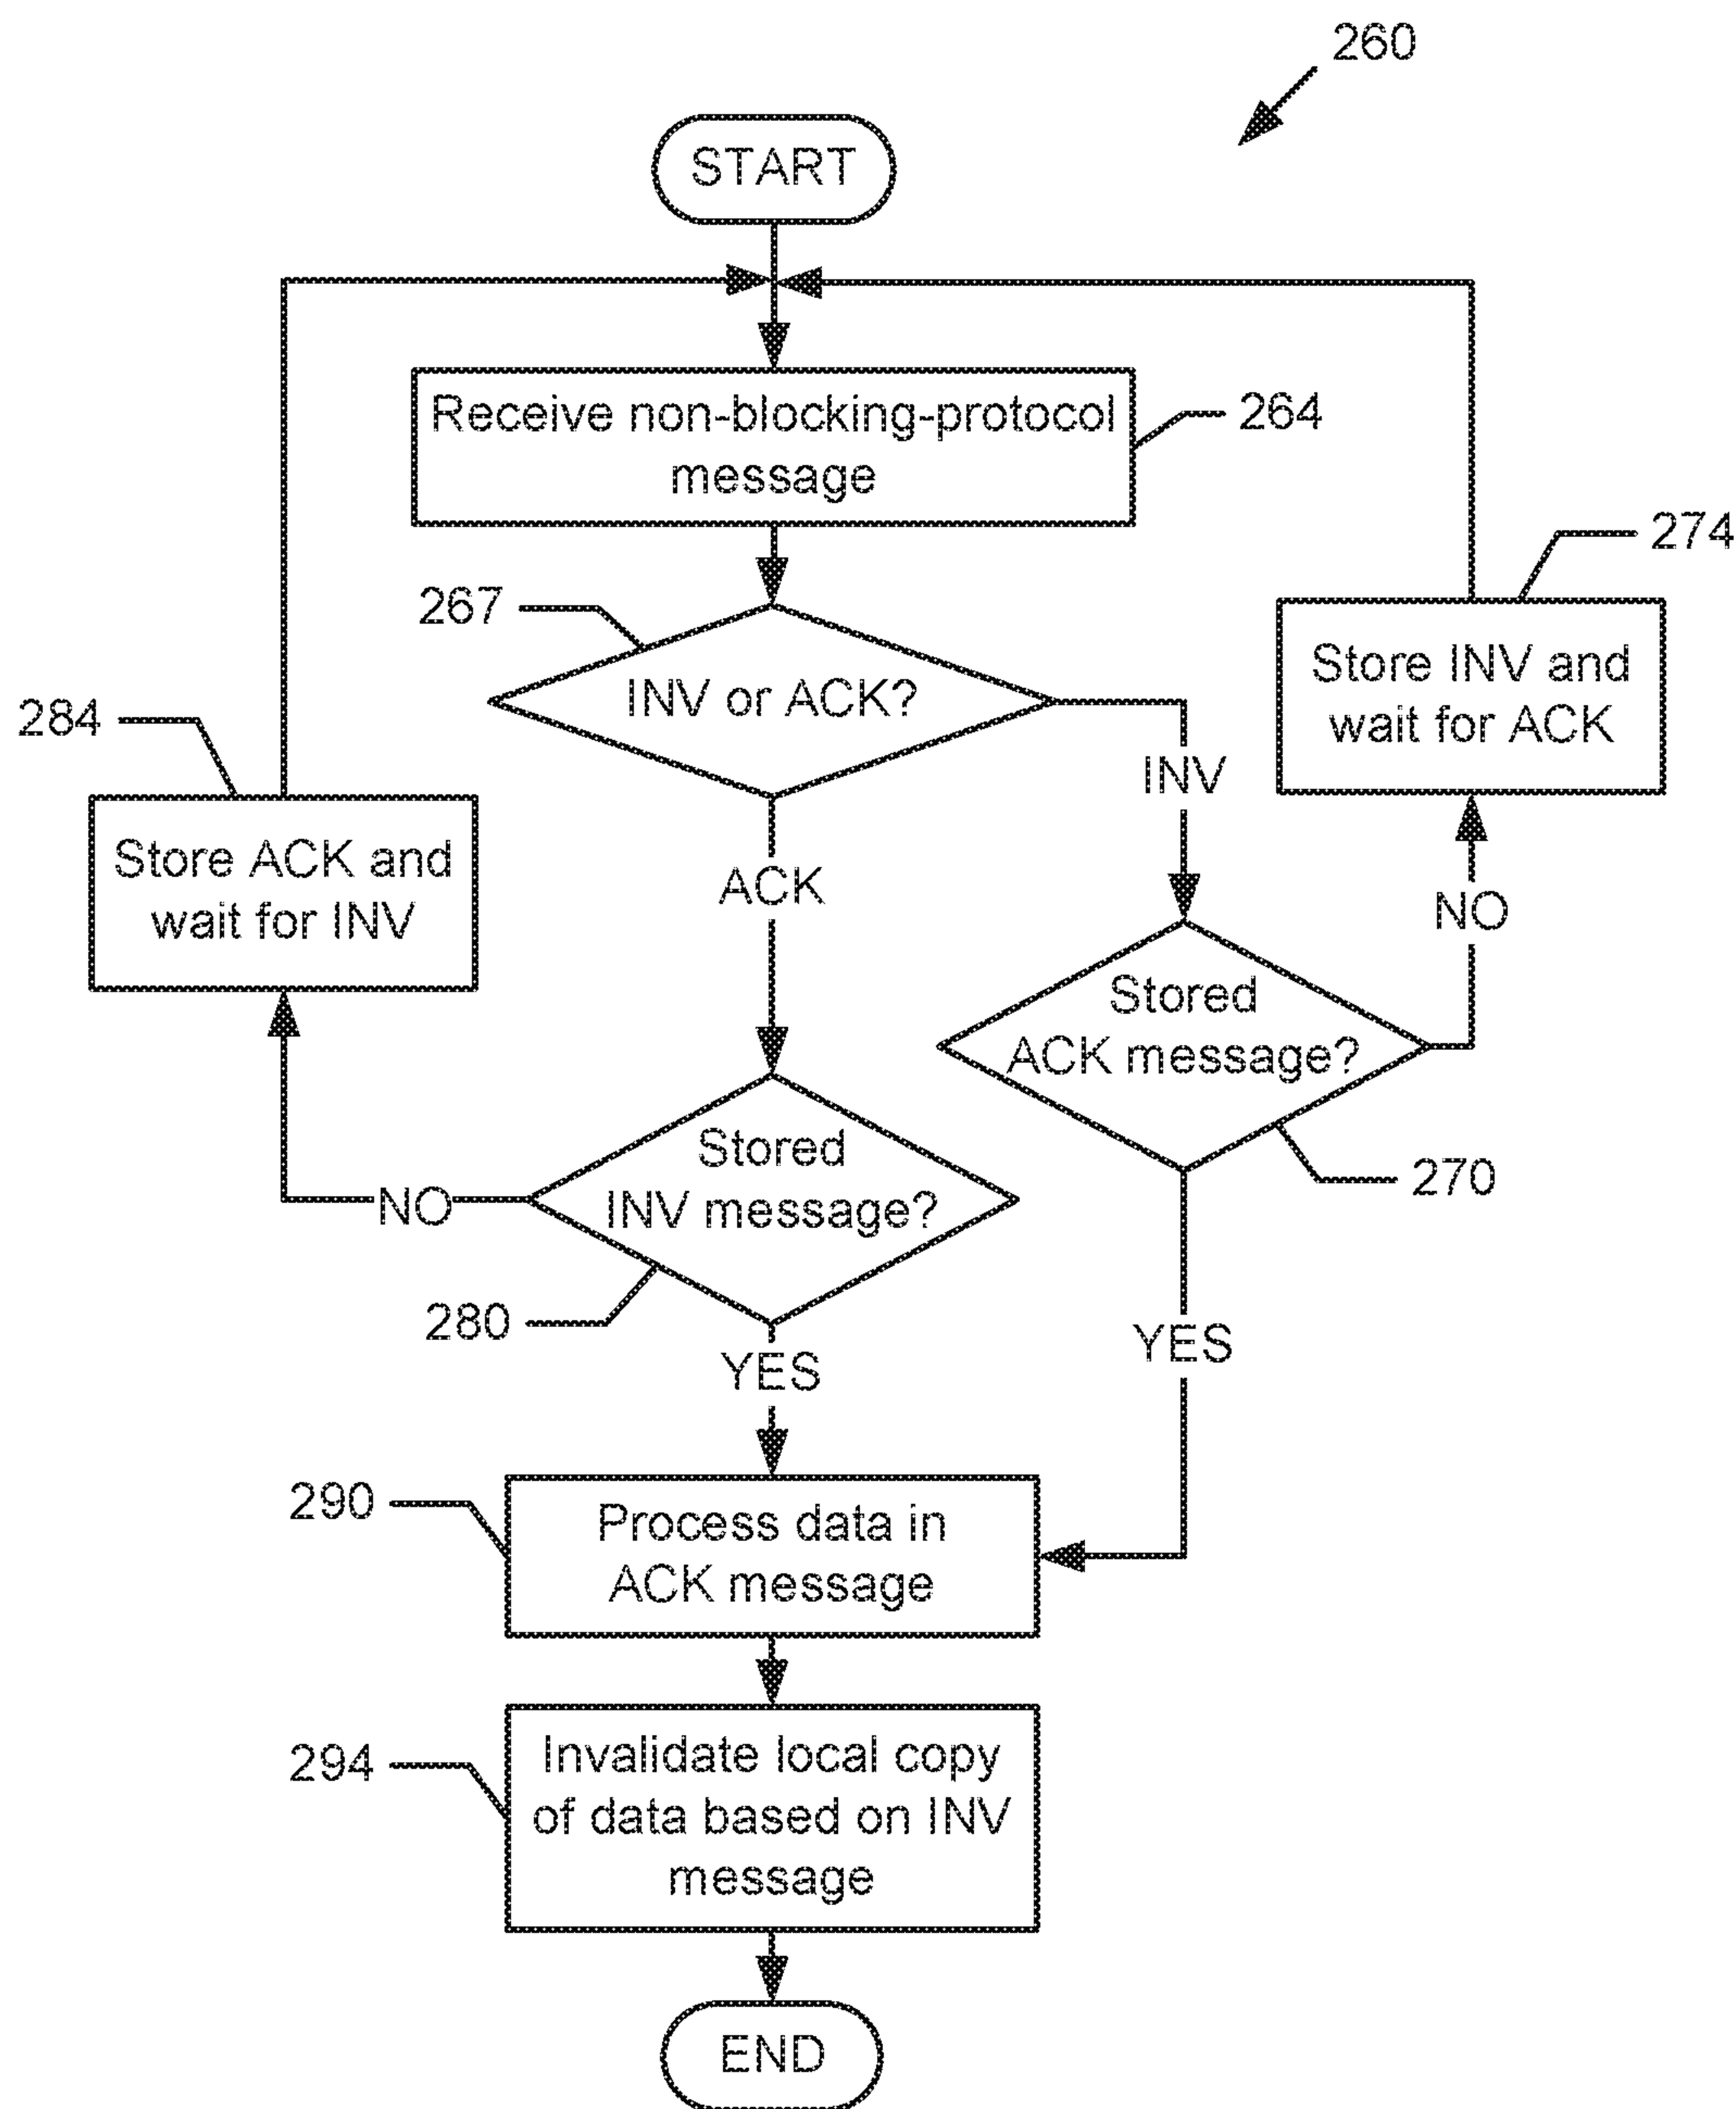 260
START
Receive non-blocking-protocol
message
264
274
267
INV or ACK?
Store INV and
wait for ACK
284
INV
Store ACK and
wait for INV
ACK
NO
Stored
ACK message?
Stored
INV message?
NO
270
280
YES
YES
290
Process data in
ACK message
294
Invalidate local copy
of data based on INV
message
END